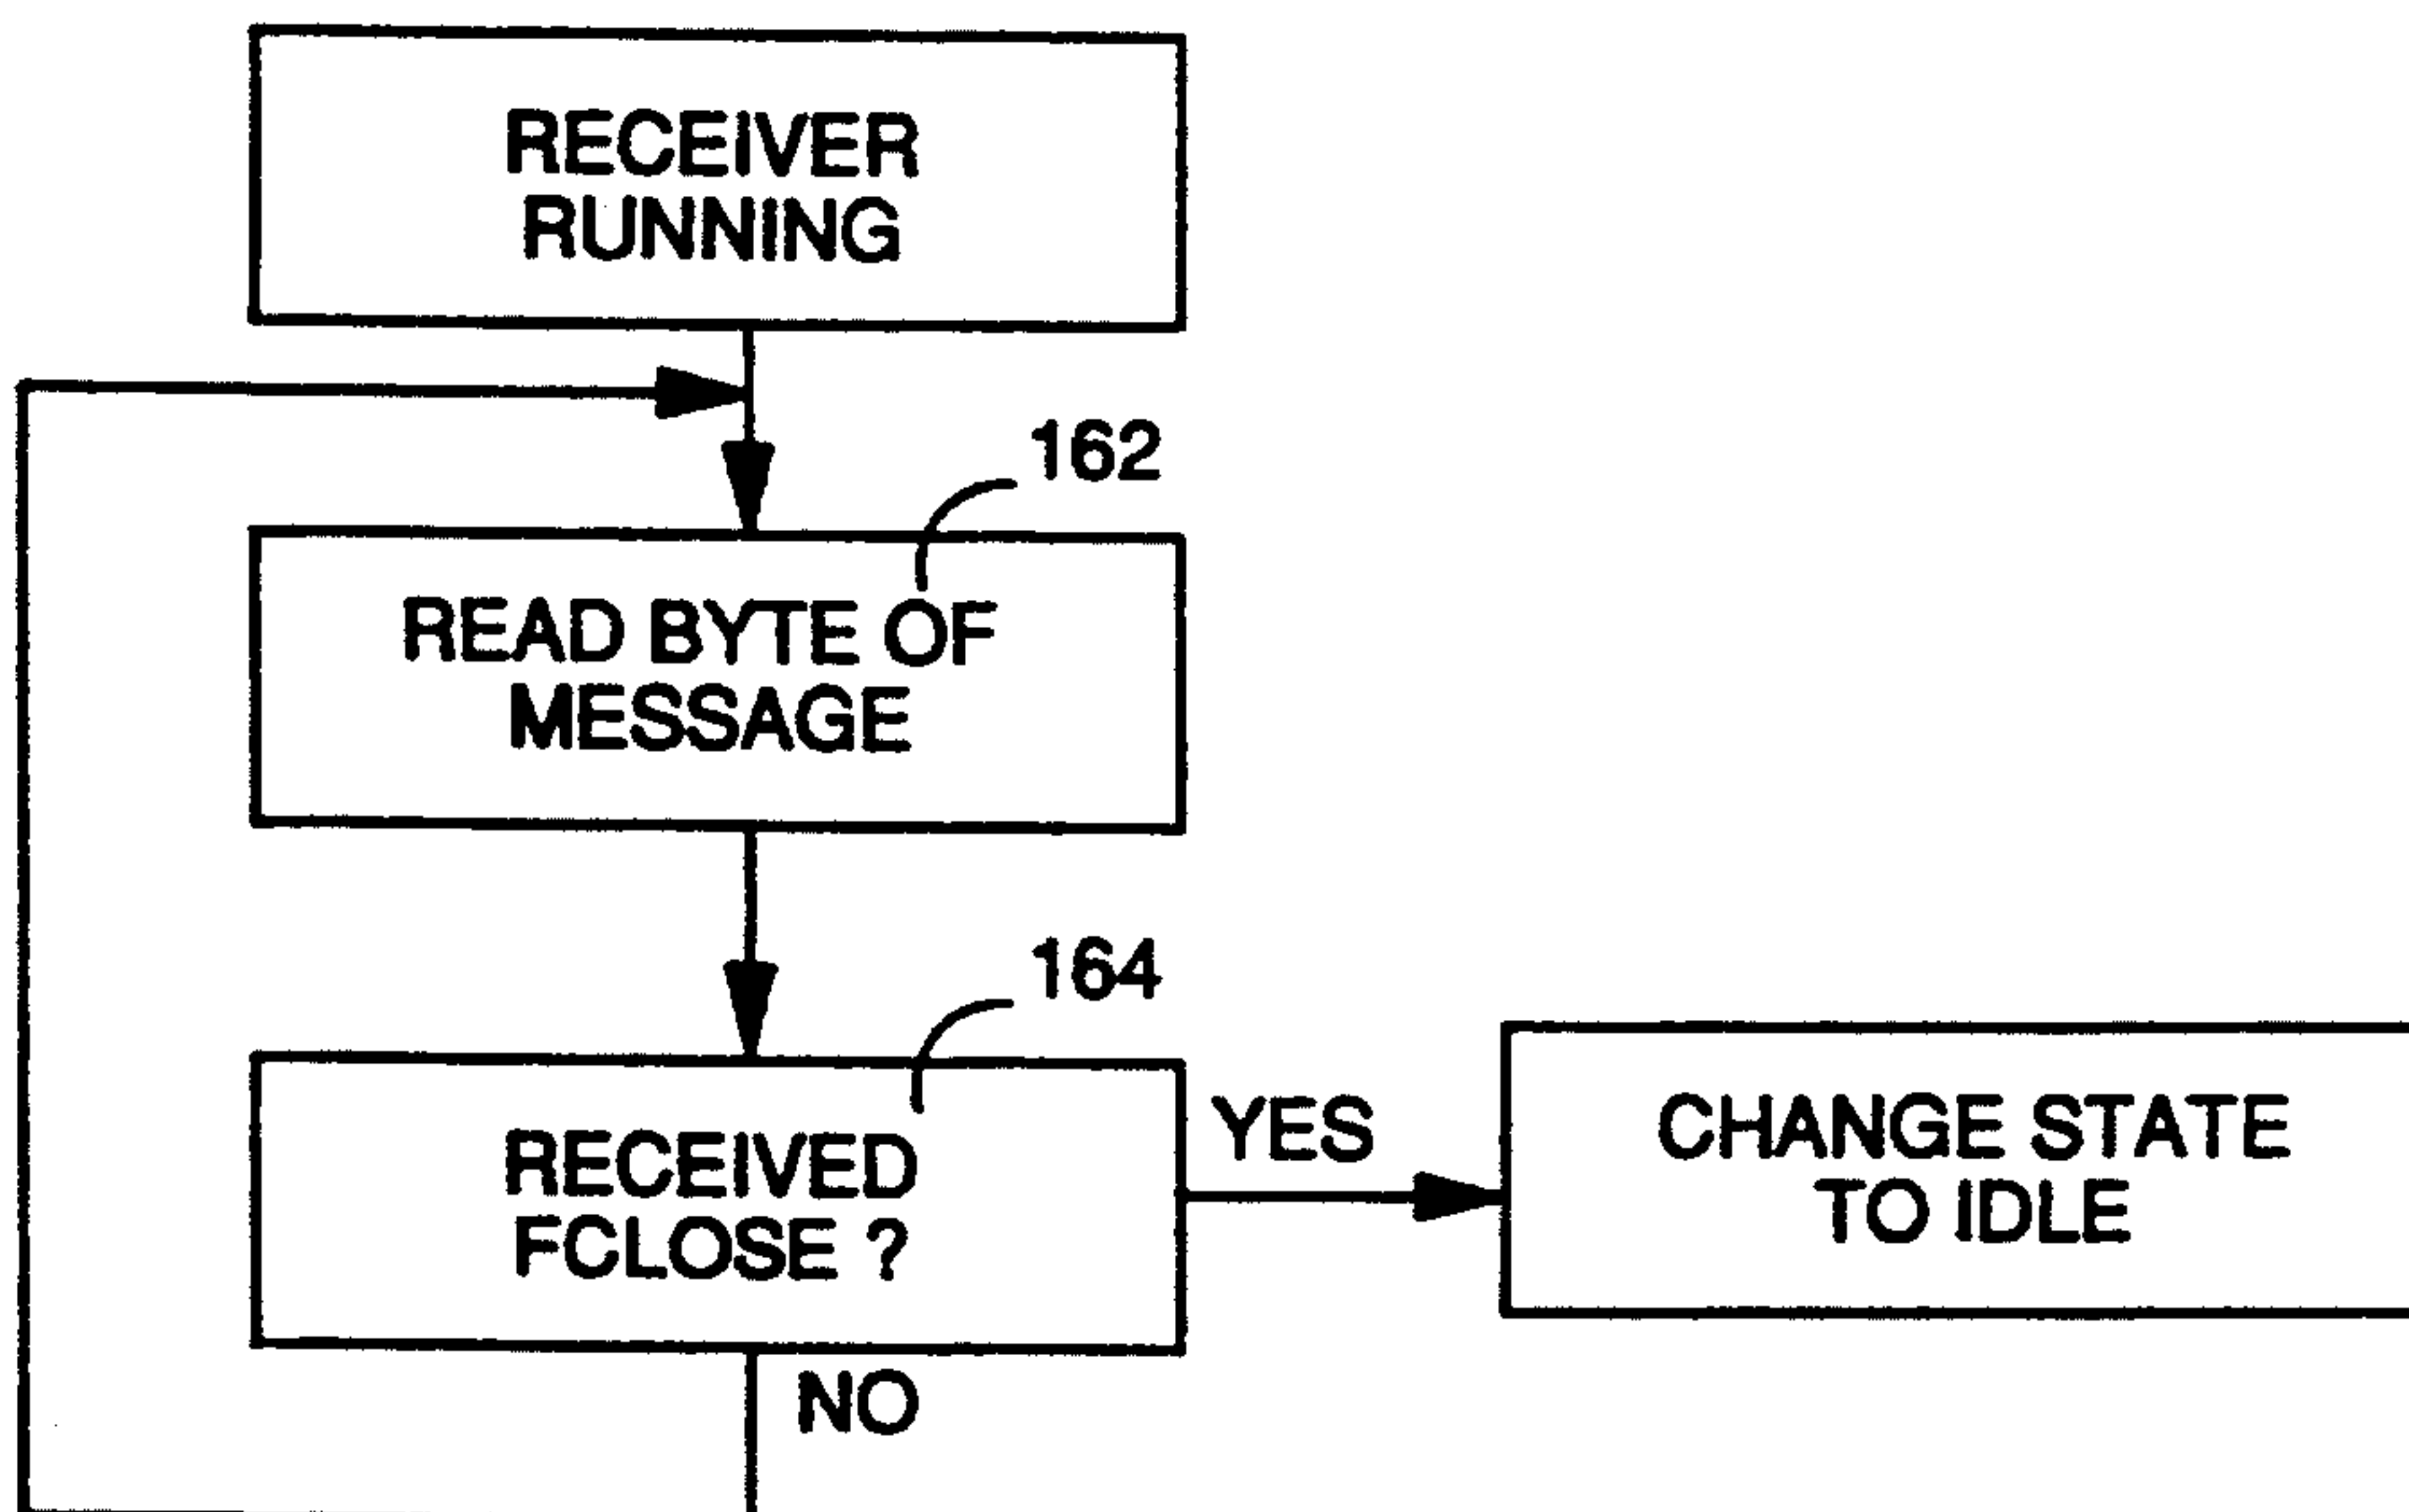 RECEIVER
RUNNING
162
READ BYTE OF
MESSAGE
164
RECEIVED
FCLOSE ?
YES
CHANGE STATE
TO IDLE
NO